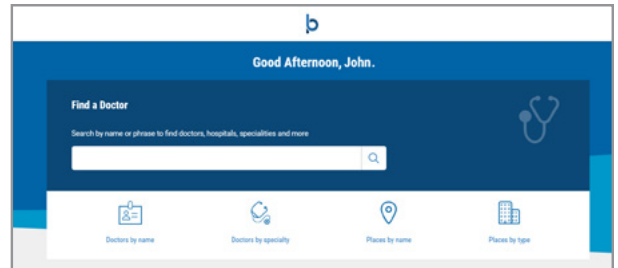 b
Good Afternoon, John.
Find a Doctor
Search by name or phrase to find doctors, hospitals, specialities and more
Doctors by name
Doctors by specialty
Places by name
Places by type